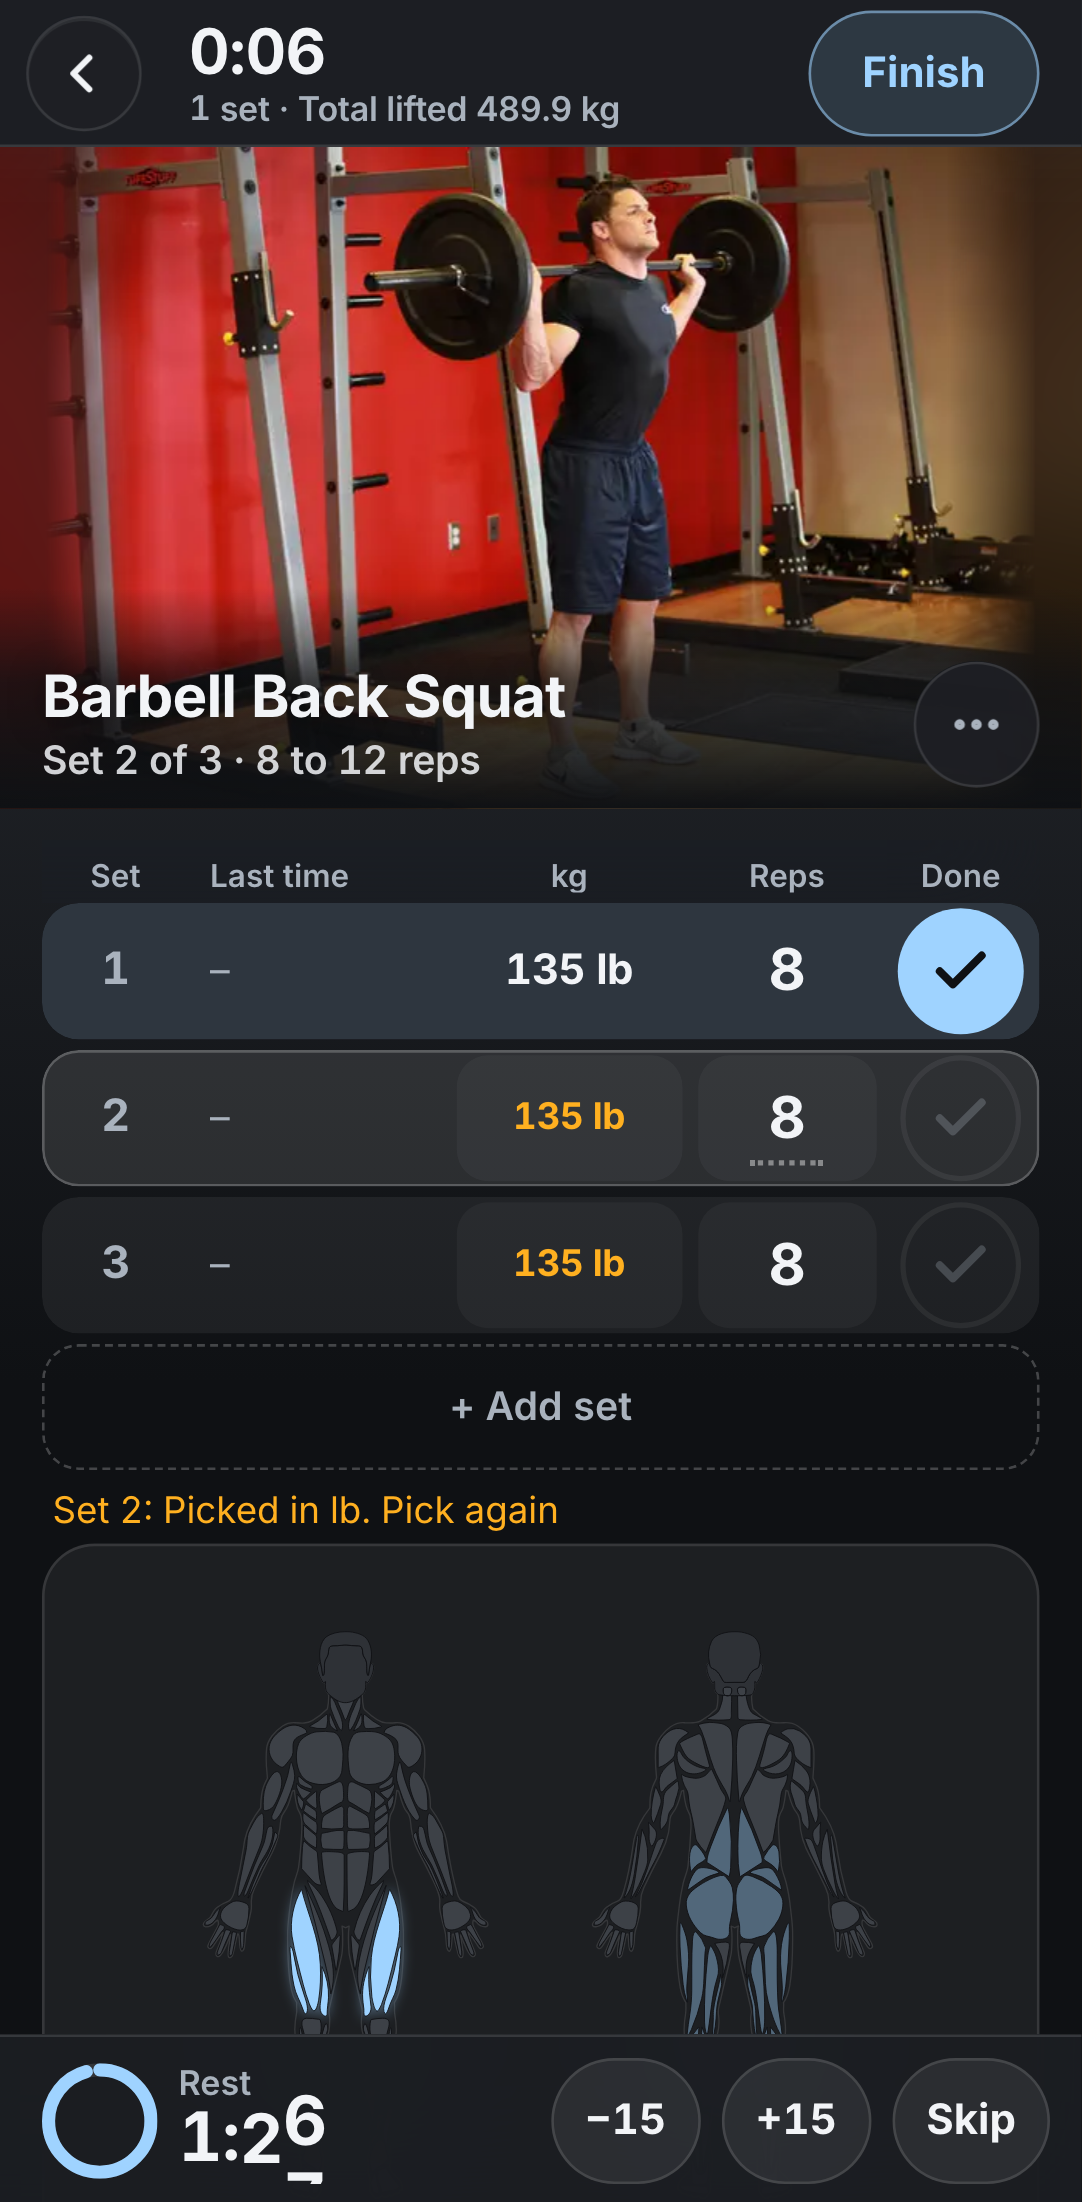 0:06
1 set · Total lifted 489.9 kg
Finish
Barbell Back Squat
Set 2 of 3 · 8 to 12 reps
Set Last time kg Reps Done
1 – 135 lb 8
2 – 135 lb 8
3 – 135 lb 8
+ Add set
Set 2: Picked in lb. Pick again
Rest
1:26
−15 +15 Skip